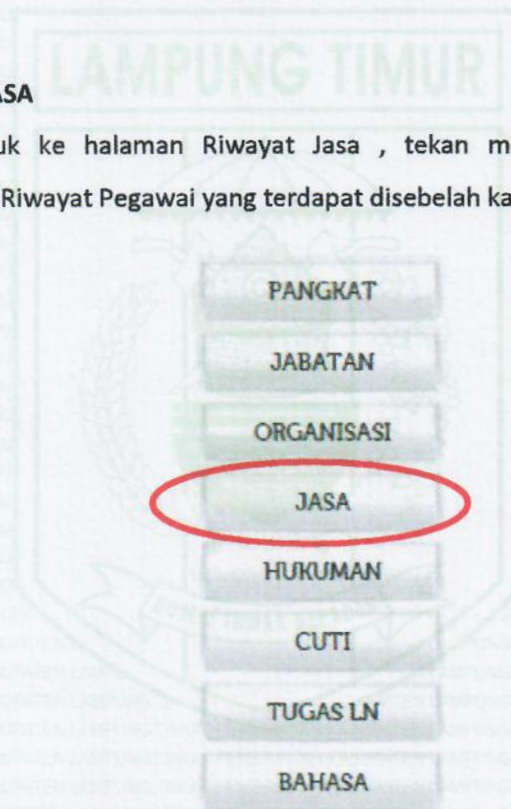 LAMPUNG TIMUR
ASA
uk ke halaman Riwayat Jasa , tekan m
Riwayat Pegawai yang terdapat disebelah ka
PANGKAT
JABATAN
ORGANISASI
JASA
HUKUMAN
CUTI
TUGAS LN
BAHASA